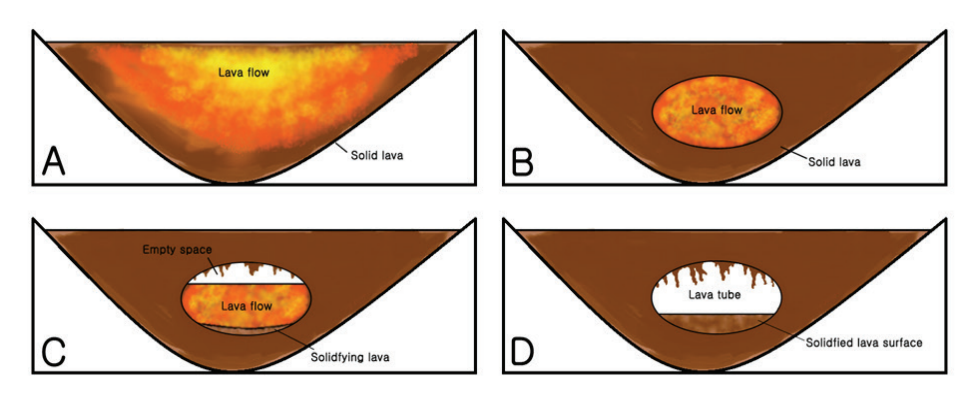 Lava flow
Solid lava
A
Lava flow
Solid lava
B
Empty space
Lava flow
Solidfying lava
C
Lava tube
Solidfied lava surface
D